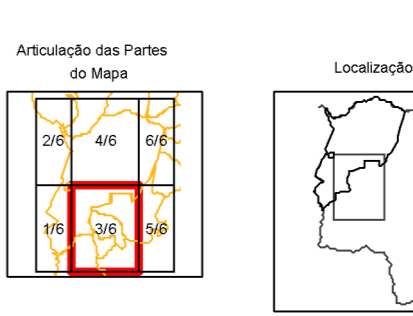 Articulação das Partes
do Mapa
Localização
2/6 4/6 6/6
1/6 3/6 5/6